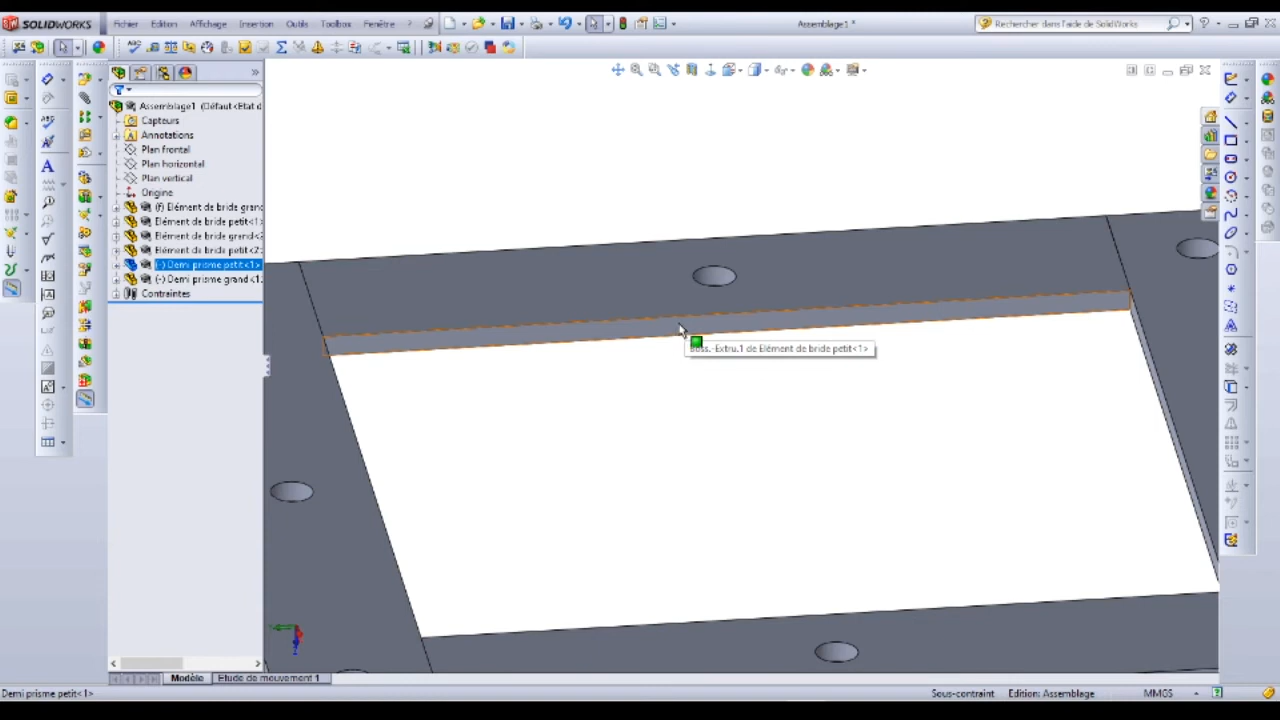 SOLIDWORKS
Fichier Edition Affichage Insertion Outils Toolbox Fenêtre ?
Assemblage1 *
Rechercher dans l'aide de SolidWorks
Assemblage1 (Défaut<Etat d
Capteurs
Annotations
Plan frontal
Plan horizontal
Plan vertical
Origine
(f) Elément de bride grand
Elément de bride petit<1>
Elément de bride grand<2
Elément de bride petit<2>
(-) Demi prisme petit<1>
(-) Demi prisme grand<1
Contraintes
Boss.-Extru.1 de Elément de bride petit<1>
Modèle Etude de mouvement 1
Demi prisme petit<1>
Sous-contraint Edition: Assemblage MMGS